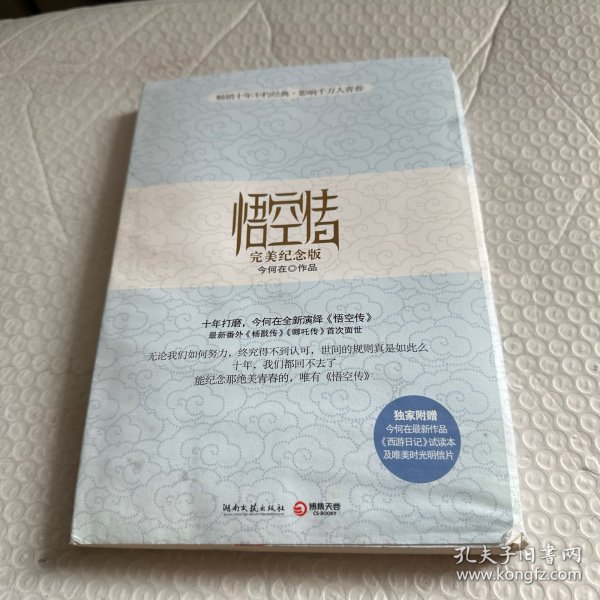 畅销十年不朽经典·影响千万人青春
悟空传
完美纪念版
今何在◎作品
十年打磨，今何在全新演绎《悟空传》
最新番外《杨戬传》《哪吒传》首次面世
无论我们如何努力，终究得不到认可，世间的规则真是如此么
十年，我们都回不去了
能纪念那绝美青春的，唯有《悟空传》
独家附赠
今何在最新作品
《西游日记》试读本
及唯美时光明信片
湖南文艺出版社
博集天卷
CS-BOOKY
孔夫子旧书网
www.kongfz.com